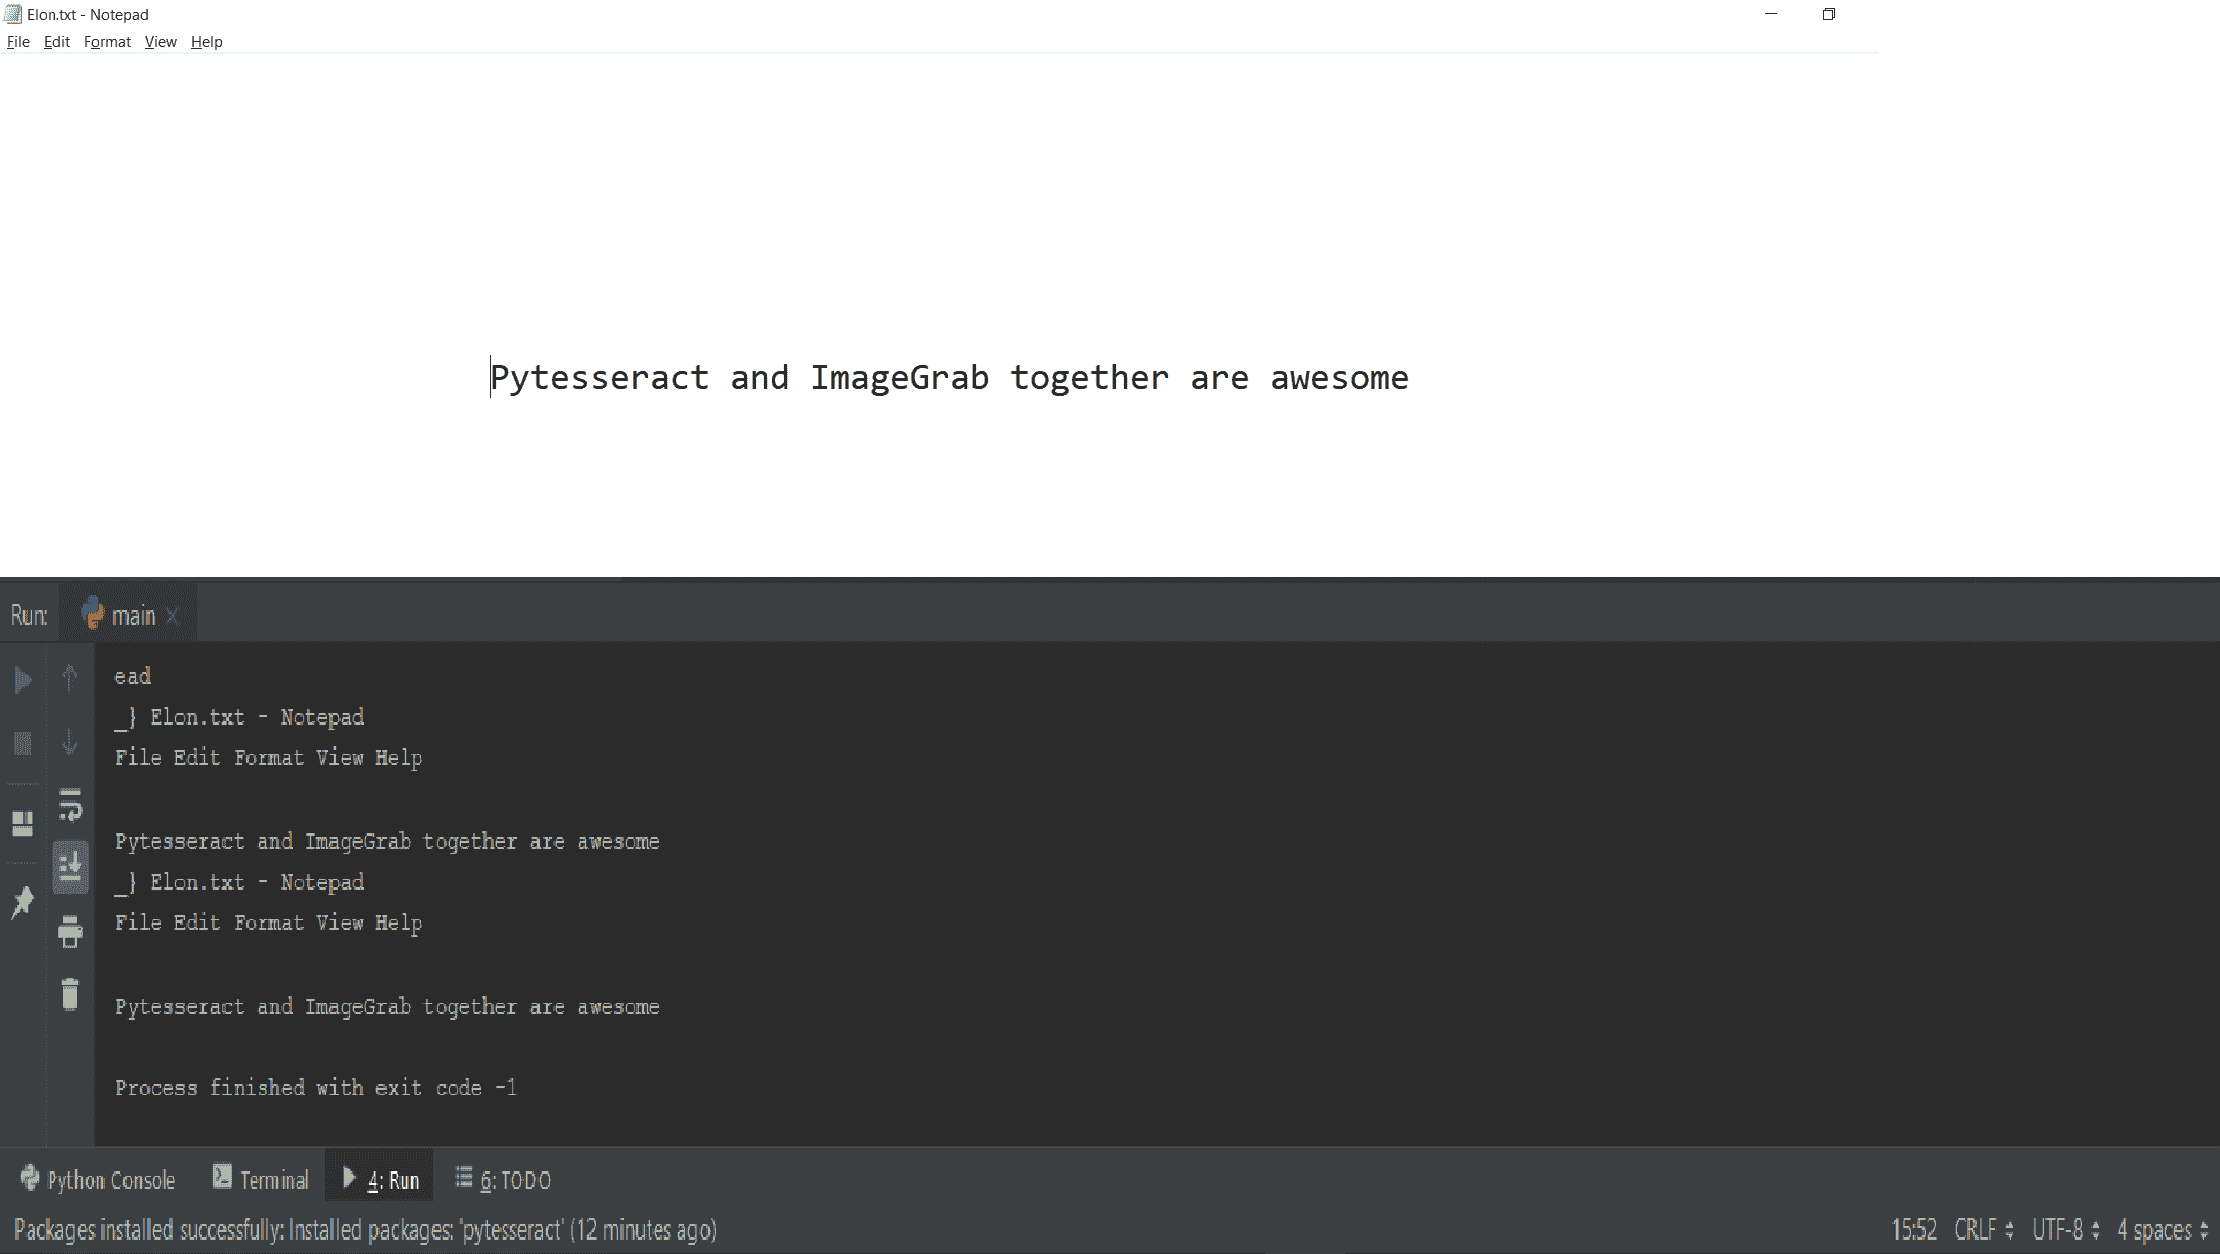 Elon.txt - Notepad
File Edit Format View Help
Pytesseract and ImageGrab together are awesome
Run: main
ead
_} Elon.txt - Notepad
File Edit Format View Help
Pytesseract and ImageGrab together are awesome
_} Elon.txt - Notepad
File Edit Format View Help
Pytesseract and ImageGrab together are awesome
Process finished with exit code -1
Python Console Terminal 4: Run 6: TODO
Packages installed successfully: Installed packages: 'pytesseract' (12 minutes ago) 15:52 CRLF UTF-8 4 spaces